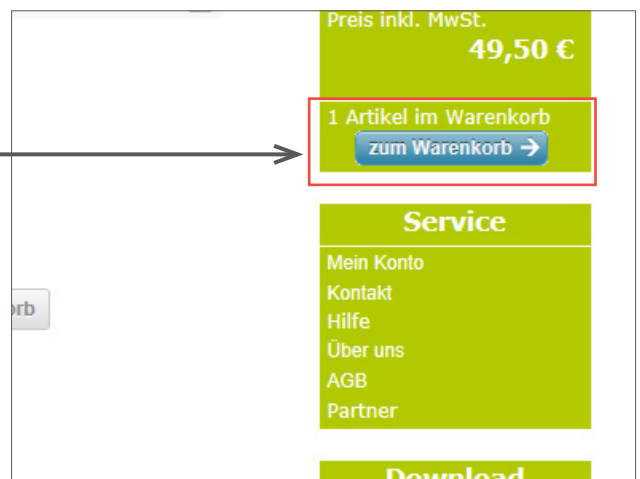 Preis inkl. MwSt.
49,50 €
1 Artikel im Warenkorb
zum Warenkorb →
Service
Mein Konto
Kontakt
Hilfe
Über uns
AGB
Partner
orb
Download